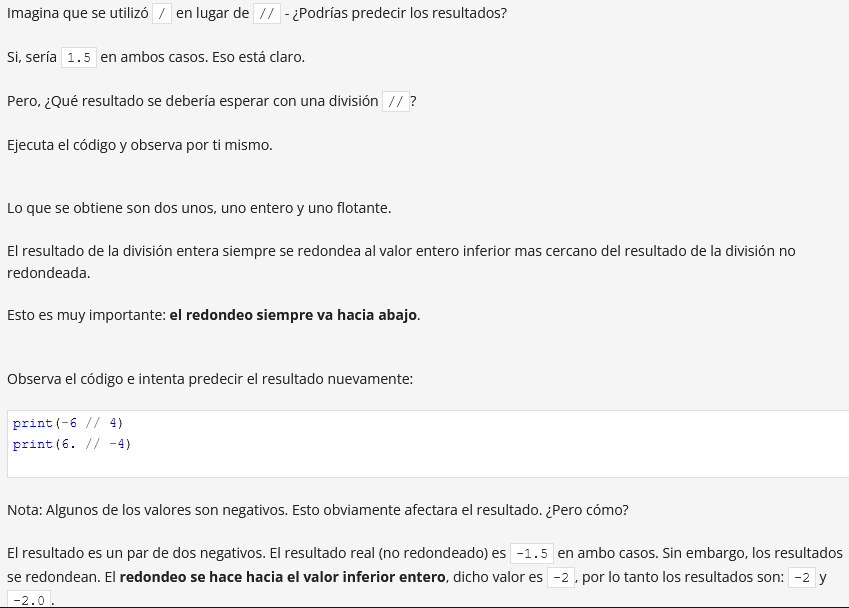 Imagina que se utilizó / en lugar de // - ¿Podrías predecir los resultados?
Si, sería 1.5 en ambos casos. Eso está claro.
Pero, ¿Qué resultado se debería esperar con una división // ?
Ejecuta el código y observa por ti mismo.
Lo que se obtiene son dos unos, uno entero y uno flotante.
El resultado de la división entera siempre se redondea al valor entero inferior mas cercano del resultado de la división no
redondeada.
Esto es muy importante: el redondeo siempre va hacia abajo.
Observa el código e intenta predecir el resultado nuevamente:
print(-6 // 4)
print(6. // -4)
Nota: Algunos de los valores son negativos. Esto obviamente afectara el resultado. ¿Pero cómo?
El resultado es un par de dos negativos. El resultado real (no redondeado) es -1.5 en ambo casos. Sin embargo, los resultados
se redondean. El redondeo se hace hacia el valor inferior entero, dicho valor es -2 , por lo tanto los resultados son: -2 y
-2.0 .